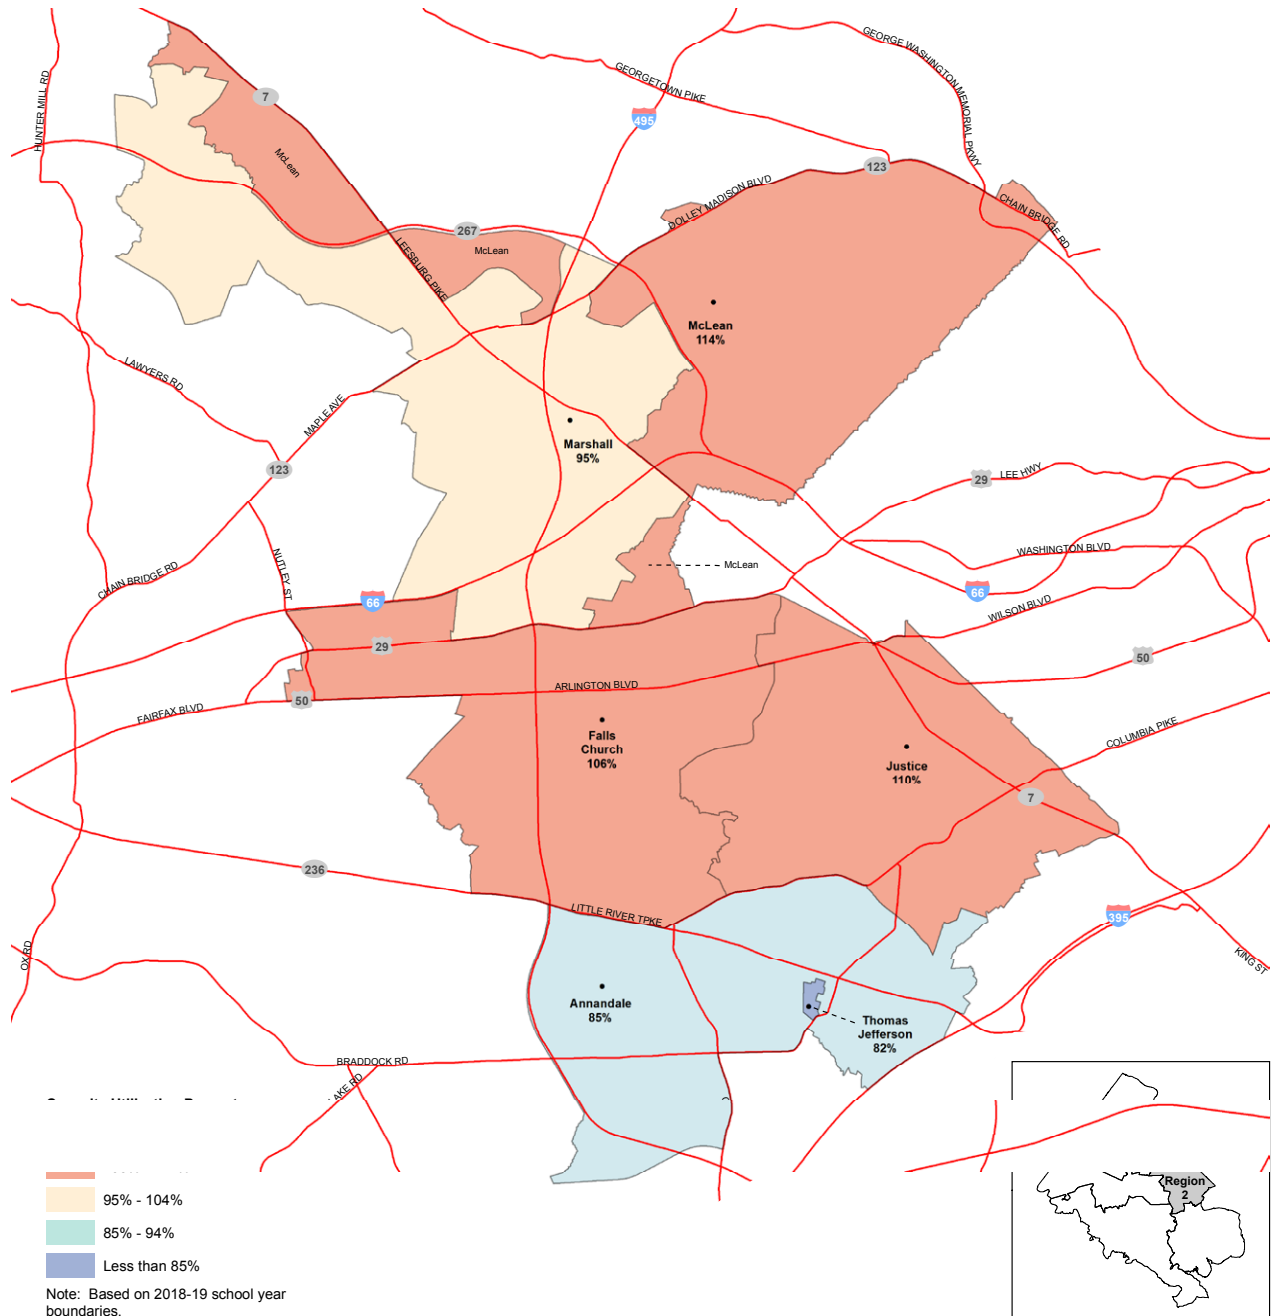 GEORGE WASHINGTON MEMORIAL PKWY
GEORGETOWN PIKE
HUNTER MILL RD
7
495
McLean
123
DOLLEY MADISON BLVD
CHAIN BRIDGE RD
267
LEESBURG PIKE
McLean
McLean
114%
LAWYERS RD
MAPLE AVE
Marshall
95%
123
29
LEE HWY
NUTLEY ST
WASHINGTON BLVD
CHAIN BRIDGE RD
McLean
66
66
WILSON BLVD
29
50
ARLINGTON BLVD
50
FAIRFAX BLVD
COLUMBIA PIKE
Falls
Church
106%
Justice
110%
7
236
LITTLE RIVER TPKE
395
OX RD
KING ST
Annandale
85%
Thomas
Jefferson
82%
BRADDOCK RD
95% - 104%
85% - 94%
Less than 85%
Note:  Based on 2018-19 school year
boundaries.
Region
2